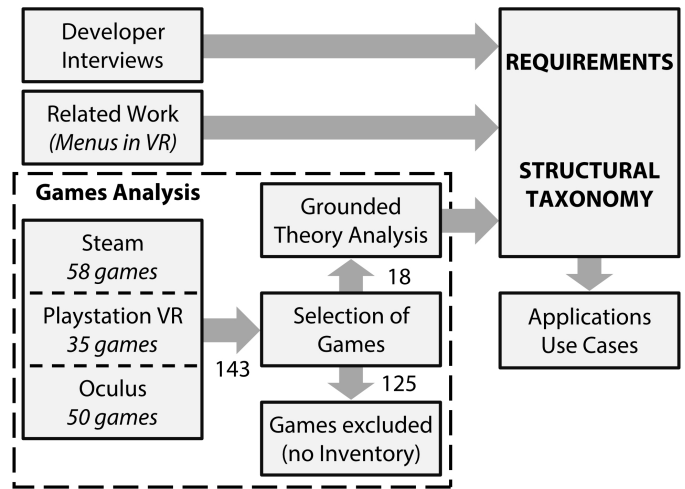 Developer
Interviews
Related Work
(Menus in VR)
REQUIREMENTS
STRUCTURAL
TAXONOMY
Games Analysis
Steam
58 games
Playstation VR
35 games
Oculus
50 games
143
Grounded
Theory Analysis
18
Selection of
Games
125
Games excluded
(no Inventory)
Applications
Use Cases